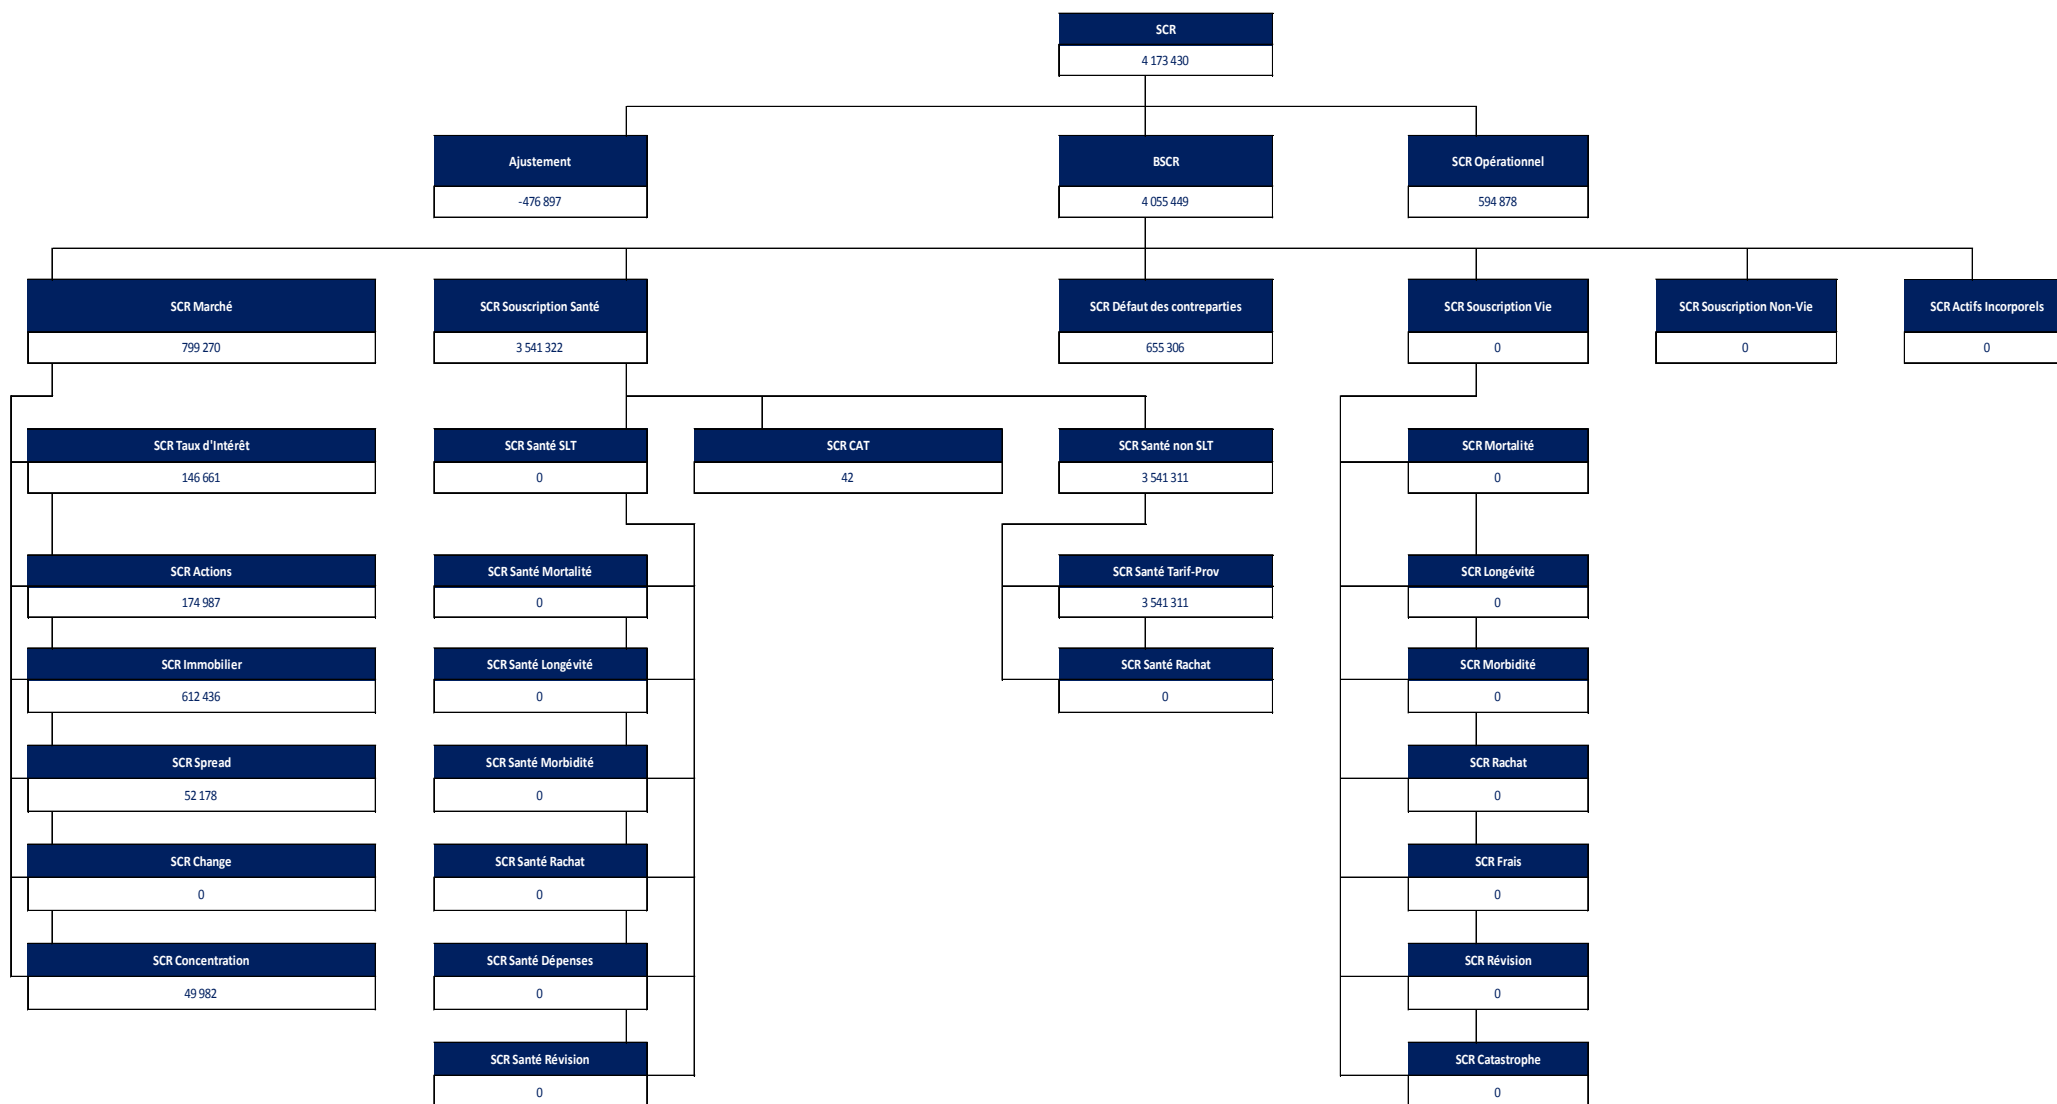 SCR
4 173 430
Ajustement
-476 897
BSCR
4 055 449
SCR Opérationnel
594 878
SCR Marché
799 270
SCR Souscription Santé
3 541 322
SCR Défaut des contreparties
655 306
SCR Souscription Vie
0
SCR Souscription Non-Vie
0
SCR Actifs Incorporels
0
SCR Taux d'Intérêt
146 661
SCR Santé SLT
0
SCR CAT
42
SCR Santé non SLT
3 541 311
SCR Mortalité
0
SCR Actions
174 987
SCR Santé Mortalité
0
SCR Santé Tarif-Prov
3 541 311
SCR Longévité
0
SCR Immobilier
612 436
SCR Santé Longévité
0
SCR Santé Rachat
0
SCR Morbidité
0
SCR Spread
52 178
SCR Santé Morbidité
0
SCR Rachat
0
SCR Change
0
SCR Santé Rachat
0
SCR Frais
0
SCR Concentration
49 982
SCR Santé Dépenses
0
SCR Révision
0
SCR Santé Révision
0
SCR Catastrophe
0